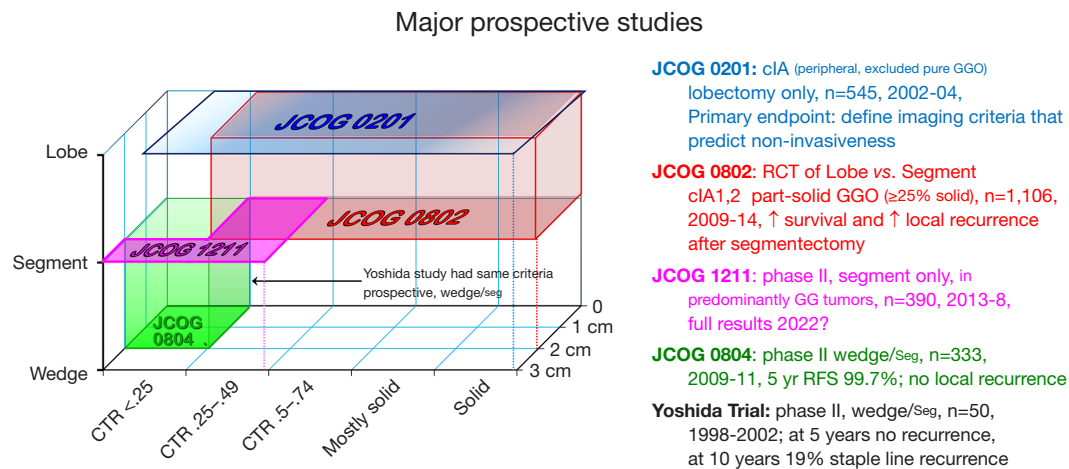 Major prospective studies
JCOG 0201
Lobe
JCOG 0802
JCOG 1211
Segment
Yoshida study had same criteria
prospective, wedge/seg
JCOG
0804
Wedge
0
1 cm
2 cm
3 cm
CTR <.25
CTR .25–.49
CTR .5–.74
Mostly solid
Solid
JCOG 0201: cIA (peripheral, excluded pure GGO)
lobectomy only, n=545, 2002-04,
Primary endpoint: define imaging criteria that
predict non-invasiveness
JCOG 0802: RCT of Lobe vs. Segment
cIA1,2 part-solid GGO (≥25% solid), n=1,106,
2009-14, ↑ survival and ↑ local recurrence
after segmentectomy
JCOG 1211: phase II, segment only, in
predominantly GG tumors, n=390, 2013-8,
full results 2022?
JCOG 0804: phase II wedge/Seg, n=333,
2009-11, 5 yr RFS 99.7%; no local recurrence
Yoshida Trial: phase II, wedge/Seg, n=50,
1998-2002; at 5 years no recurrence,
at 10 years 19% staple line recurrence